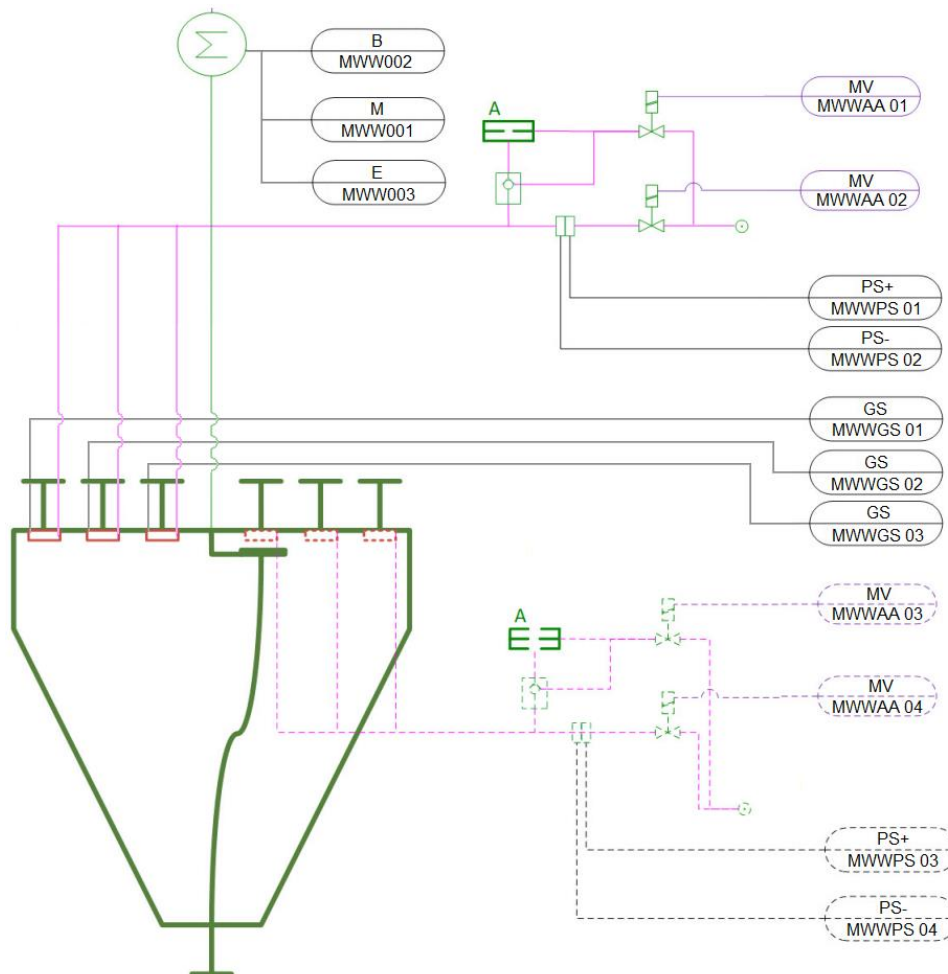 B
MWW002
M
MWW001
E
MWW003
A
MV
MWWAA 01
MV
MWWAA 02
PS+
MWWPS 01
PS-
MWWPS 02
GS
MWWGS 01
GS
MWWGS 02
GS
MWWGS 03
A
MV
MWWAA 03
MV
MWWAA 04
PS+
MWWPS 03
PS-
MWWPS 04